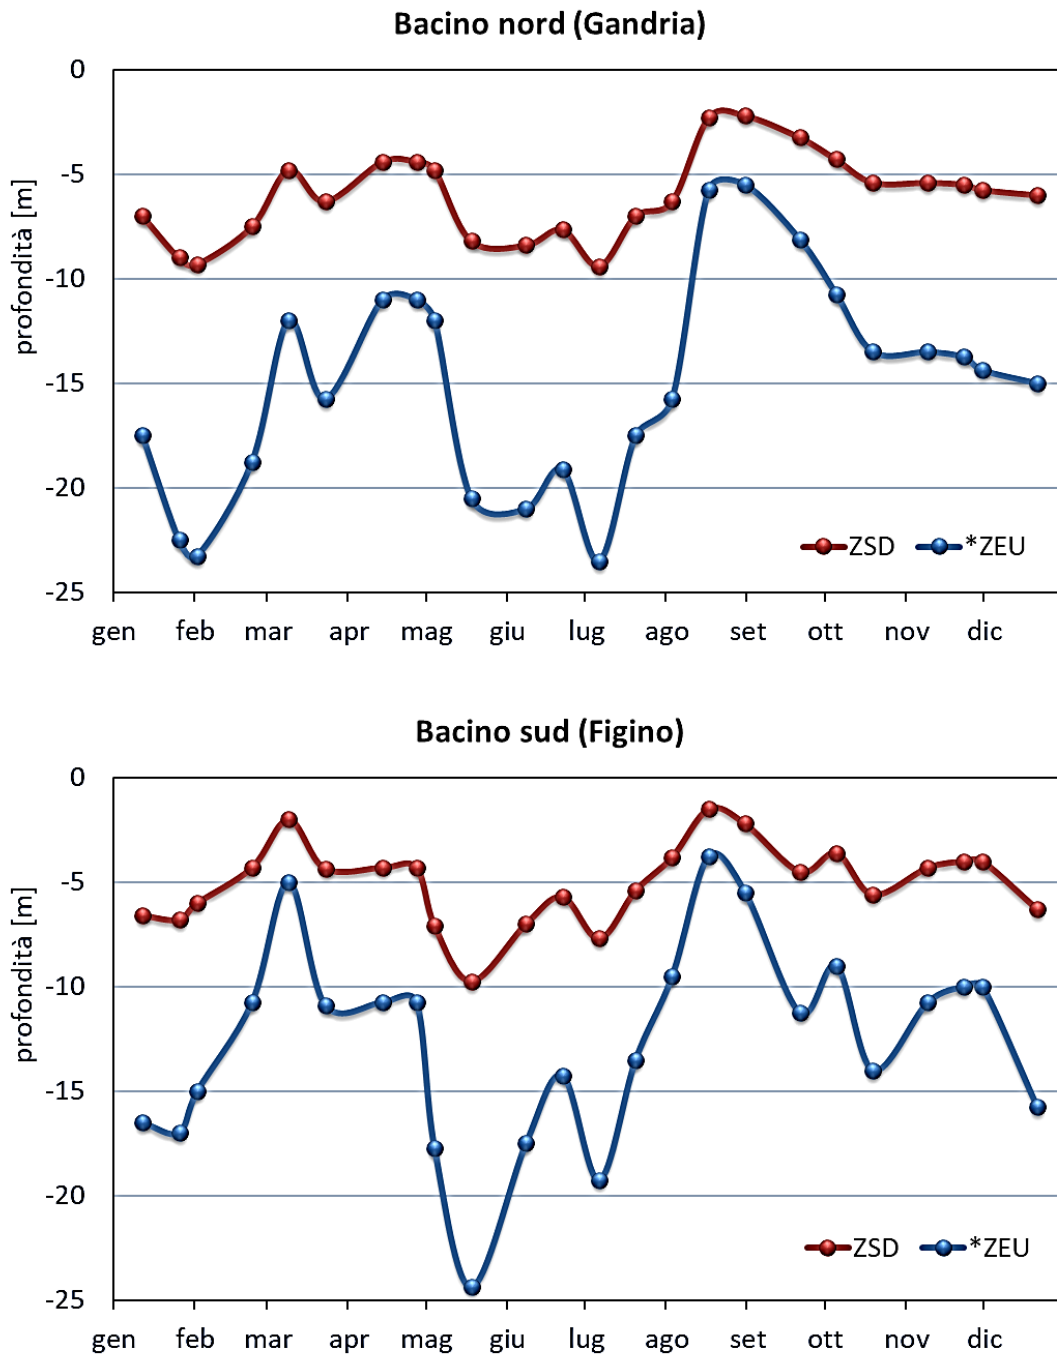 Bacino nord (Gandria)
0
-5
-10
-15
-20
-25
profondità [m]
ZSD *ZEU
gen feb mar apr mag giu lug ago set ott nov dic
Bacino sud (Figino)
0
-5
-10
-15
-20
-25
profondità [m]
ZSD *ZEU
gen feb mar apr mag giu lug ago set ott nov dic